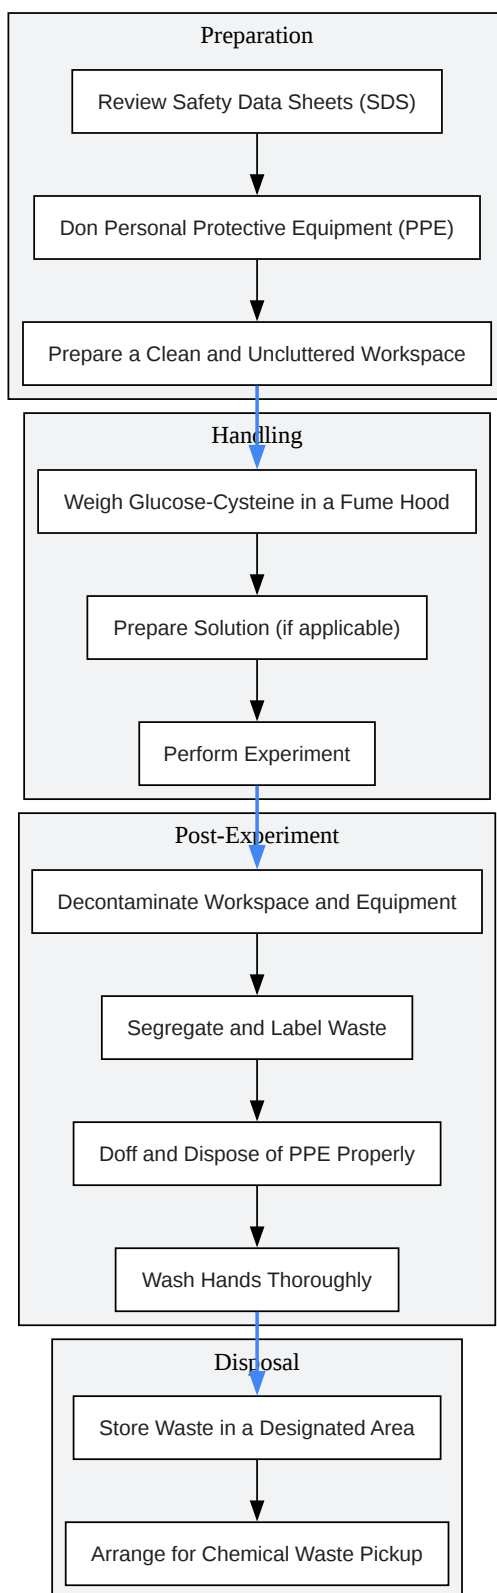 Preparation
Review Safety Data Sheets (SDS)
Don Personal Protective Equipment (PPE)
Prepare a Clean and Uncluttered Workspace
Handling
Weigh Glucose-Cysteine in a Fume Hood
Prepare Solution (if applicable)
Perform Experiment
Post-Experiment
Decontaminate Workspace and Equipment
Segregate and Label Waste
Doff and Dispose of PPE Properly
Wash Hands Thoroughly
Disposal
Store Waste in a Designated Area
Arrange for Chemical Waste Pickup